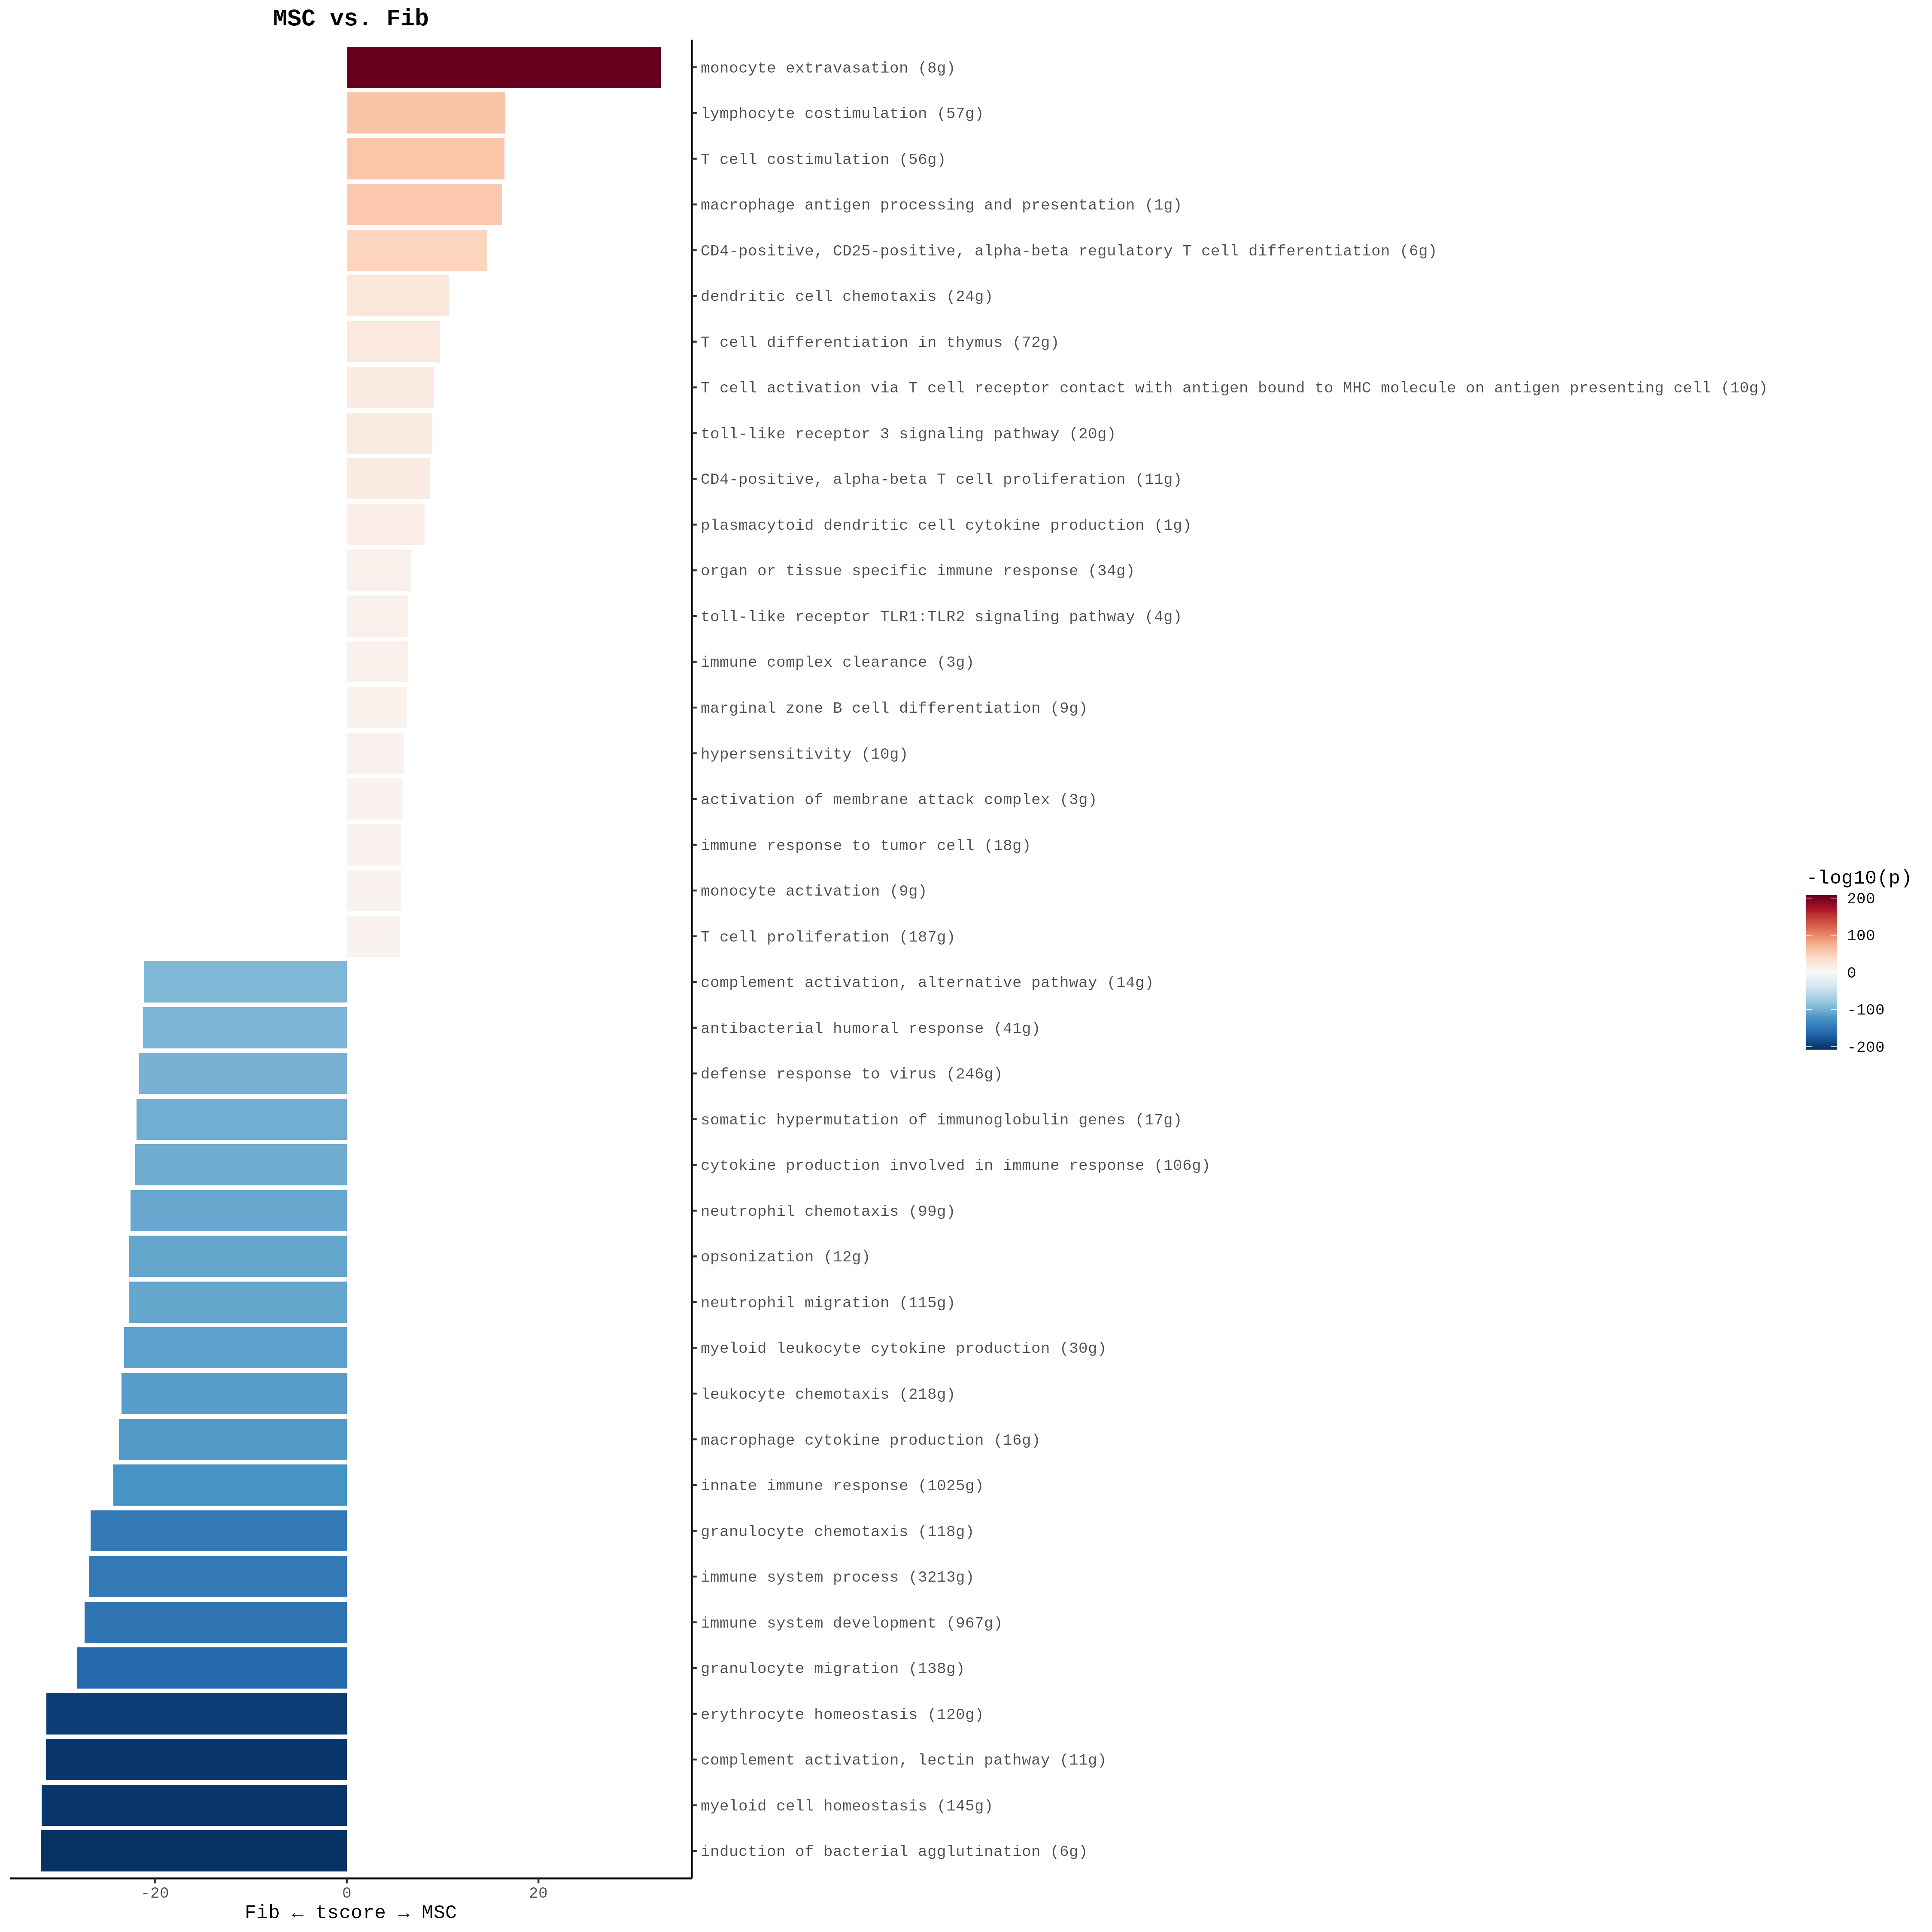 MSC vs. Fib
monocyte extravasation (8g)
lymphocyte costimulation (57g)
T cell costimulation (56g)
macrophage antigen processing and presentation (1g)
CD4-positive, CD25-positive, alpha-beta regulatory T cell differentiation (6g)
dendritic cell chemotaxis (24g)
T cell differentiation in thymus (72g)
T cell activation via T cell receptor contact with antigen bound to MHC molecule on antigen presenting cell (10g)
toll-like receptor 3 signaling pathway (20g)
CD4-positive, alpha-beta T cell proliferation (11g)
plasmacytoid dendritic cell cytokine production (1g)
organ or tissue specific immune response (34g)
toll-like receptor TLR1:TLR2 signaling pathway (4g)
immune complex clearance (3g)
marginal zone B cell differentiation (9g)
hypersensitivity (10g)
activation of membrane attack complex (3g)
immune response to tumor cell (18g)
monocyte activation (9g)
T cell proliferation (187g)
complement activation, alternative pathway (14g)
antibacterial humoral response (41g)
defense response to virus (246g)
somatic hypermutation of immunoglobulin genes (17g)
cytokine production involved in immune response (106g)
neutrophil chemotaxis (99g)
opsonization (12g)
neutrophil migration (115g)
myeloid leukocyte cytokine production (30g)
leukocyte chemotaxis (218g)
macrophage cytokine production (16g)
innate immune response (1025g)
granulocyte chemotaxis (118g)
immune system process (3213g)
immune system development (967g)
granulocyte migration (138g)
erythrocyte homeostasis (120g)
complement activation, lectin pathway (11g)
myeloid cell homeostasis (145g)
induction of bacterial agglutination (6g)
-20 0 20
Fib ← tscore → MSC
-log10(p)
200
100
0
-100
-200